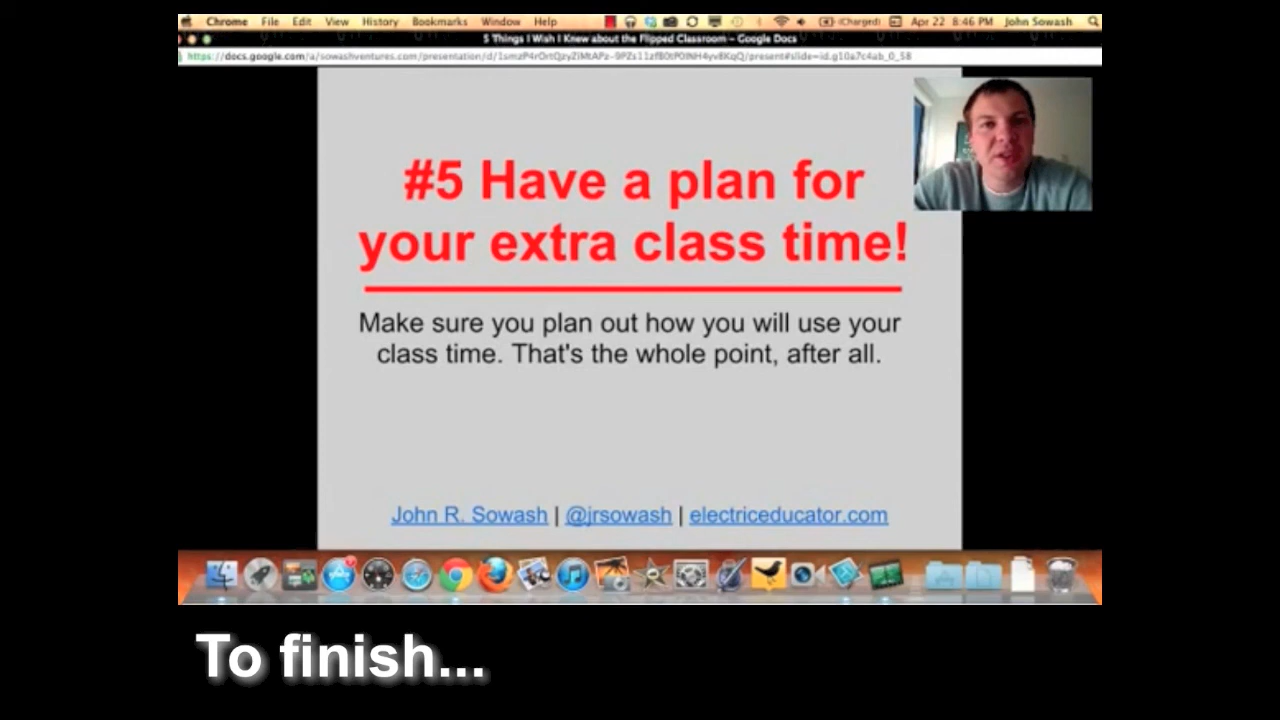 Chrome File Edit View History Bookmarks Window Help (Charged) Apr 22 8:46 PM John Sowash
5 Things I Wish I Knew about the Flipped Classroom – Google Docs
#5 Have a plan for
your extra class time!
Make sure you plan out how you will use your
class time. That's the whole point, after all.
John R. Sowash | @jrsowash | electriceducator.com
To finish...